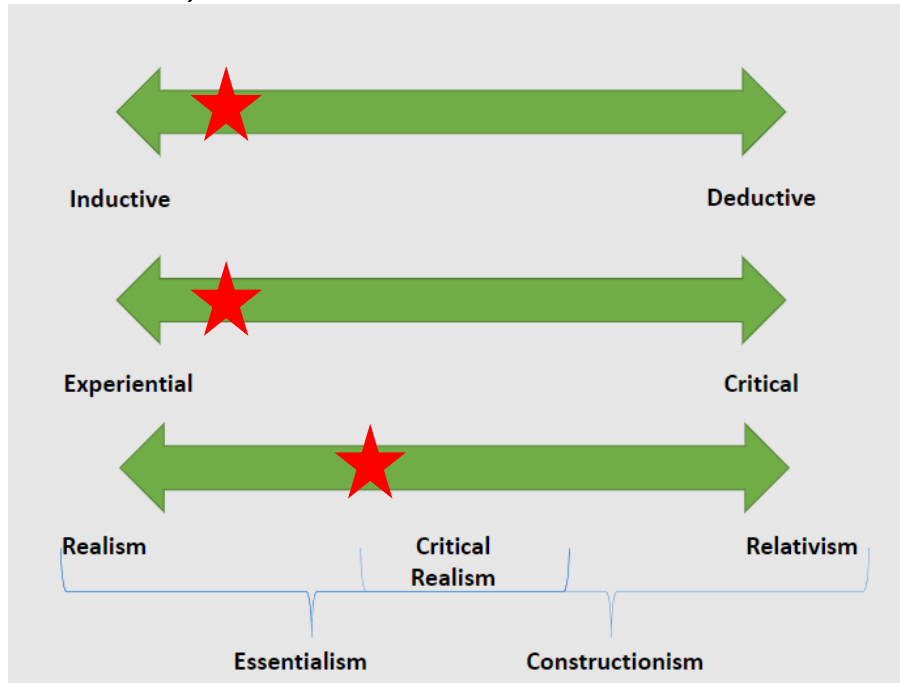 Inductive
Deductive
Experiential
Critical
Realism
Critical
Realism
Relativism
Essentialism
Constructionism